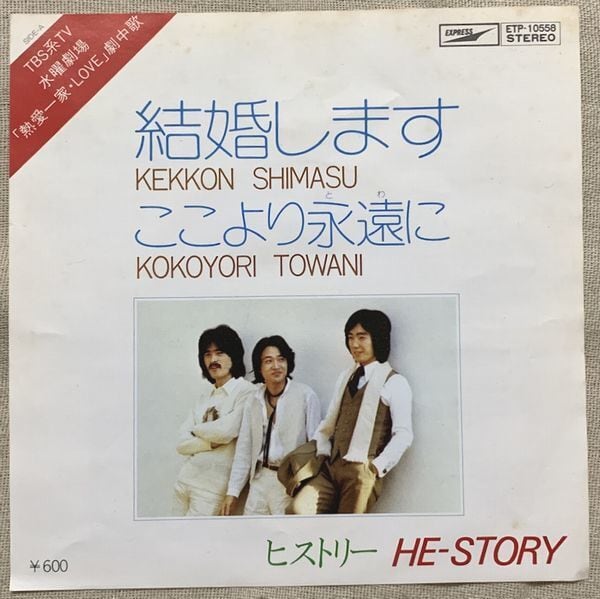 SIDE-A
TBS系TV
水曜劇場
「熱愛一家・LOVE」劇中歌
EXPRESS
ETP-10558
STEREO
結婚します
KEKKON SHIMASU
とわ
ここより永遠に
KOKOYORI TOWANI
ヒストリー HE-STORY
¥600